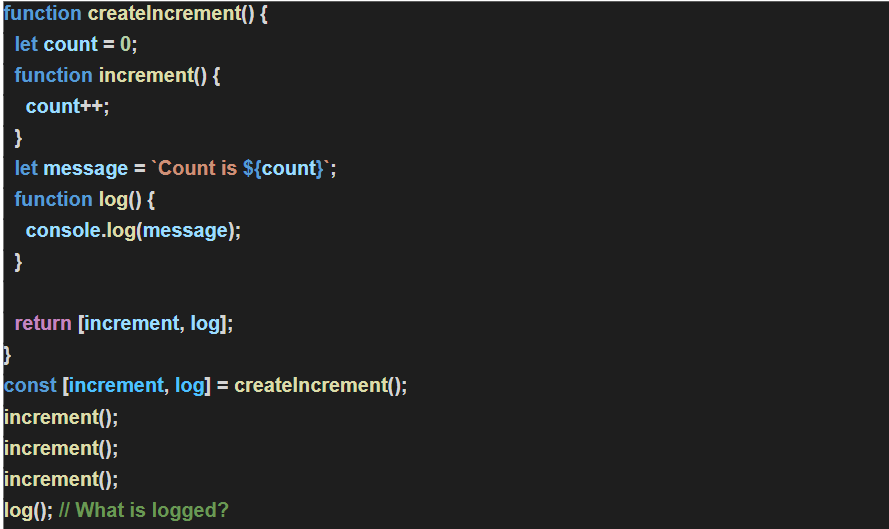 function createIncrement() {
  let count = 0;
  function increment() {
    count++;
  }
  let message = `Count is ${count}`;
  function log() {
    console.log(message);
  }

  return [increment, log];
}
const [increment, log] = createIncrement();
increment();
increment();
increment();
log(); // What is logged?